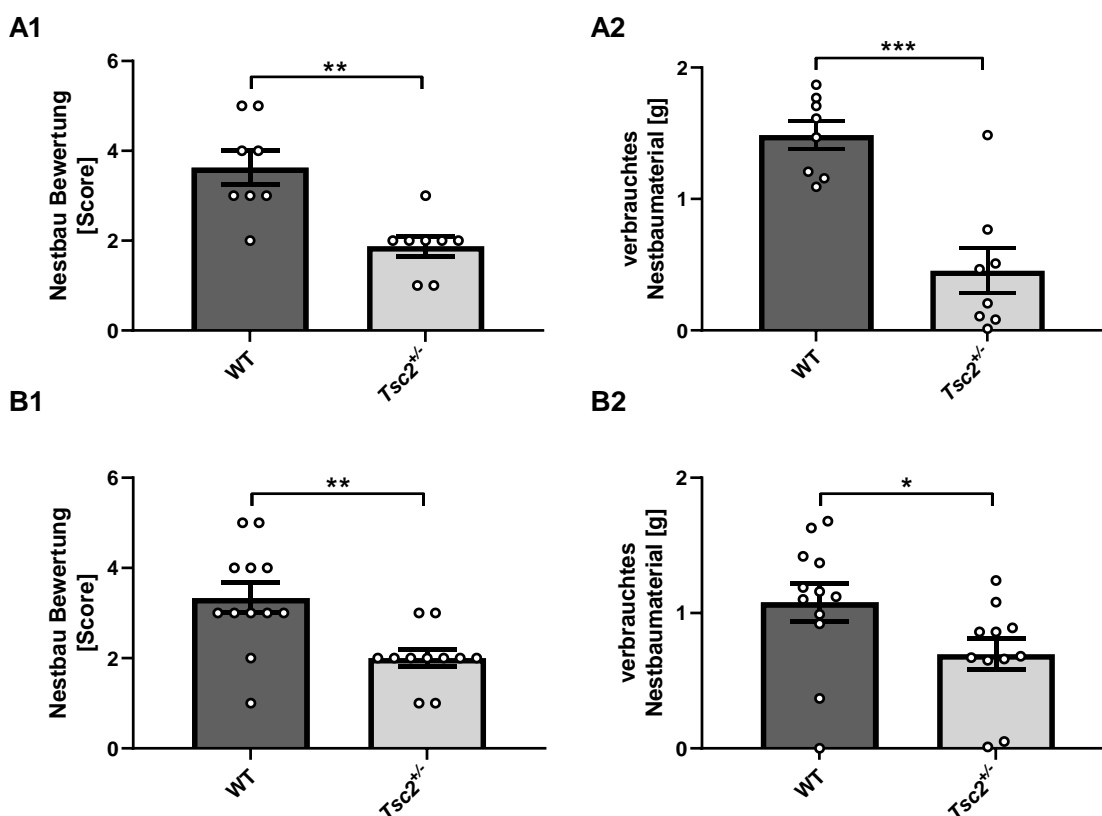 A1
A2
Nestbau Bewertung
[Score]
6
4
2
0
**
WT
Tsc2+/-
verbrauchtes
Nestbaumaterial [g]
2
1
0
***
WT
Tsc2+/-
B1
B2
Nestbau Bewertung
[Score]
6
4
2
0
**
WT
Tsc2+/-
verbrauchtes
Nestbaumaterial [g]
2
1
0
*
WT
Tsc2+/-